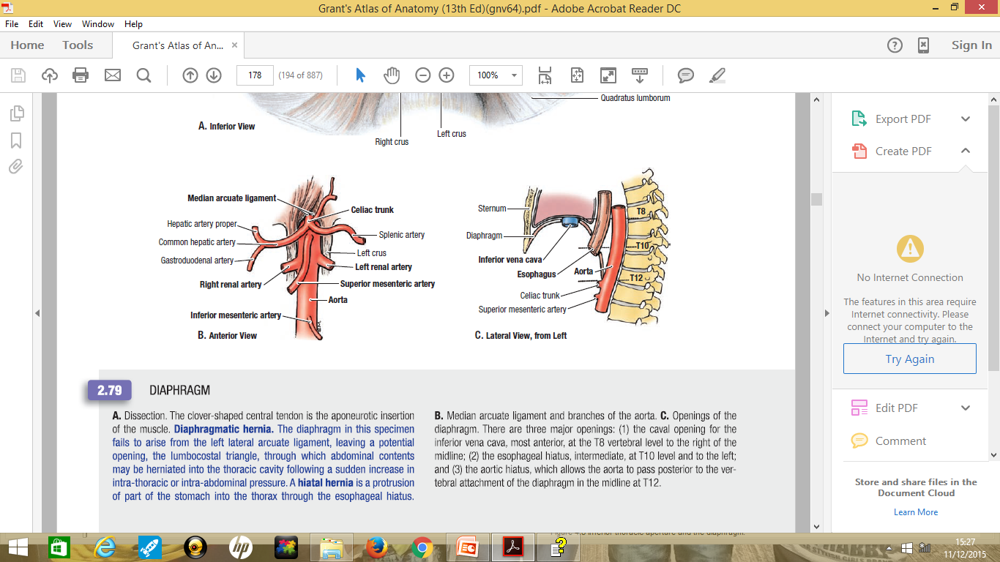 Grant's Atlas of Anatomy (13th Ed)(gnv64).pdf - Adobe Acrobat Reader DC
File Edit View Window Help
Home Tools Grant's Atlas of An... × Sign In
178 (194 of 887) 100%
Quadratus lumborum
A. Inferior View
Right crus
Left crus
Median arcuate ligament
Celiac trunk
Hepatic artery proper
Splenic artery
Common hepatic artery
Left crus
Gastroduodenal artery
Left renal artery
Right renal artery
Superior mesenteric artery
Aorta
Inferior mesenteric artery
B. Anterior View
Sternum
T8
Diaphragm
T10
Inferior vena cava
Esophagus
Aorta
T12
Celiac trunk
Superior mesenteric artery
C. Lateral View, from Left
2.79 DIAPHRAGM
A. Dissection. The clover-shaped central tendon is the aponeurotic insertion
of the muscle. Diaphragmatic hernia. The diaphragm in this specimen
fails to arise from the left lateral arcuate ligament, leaving a potential
opening, the lumbocostal triangle, through which abdominal contents
may be herniated into the thoracic cavity following a sudden increase in
intra-thoracic or intra-abdominal pressure. A hiatal hernia is a protrusion
of part of the stomach into the thorax through the esophageal hiatus.
B. Median arcuate ligament and branches of the aorta. C. Openings of the
diaphragm. There are three major openings: (1) the caval opening for the
inferior vena cava, most anterior, at the T8 vertebral level to the right of the
midline; (2) the esophageal hiatus, intermediate, at T10 level and to the left;
and (3) the aortic hiatus, which allows the aorta to pass posterior to the ver-
tebral attachment of the diaphragm in the midline at T12.
Export PDF
Create PDF
No Internet Connection
The features in this area require
Internet connectivity. Please
connect your computer to the
Internet and try again.
Try Again
Edit PDF
Comment
Store and share files in the
Document Cloud
Learn More
inferior thoracic aperture and the diaphragm.
hp
15:27
11/12/2015